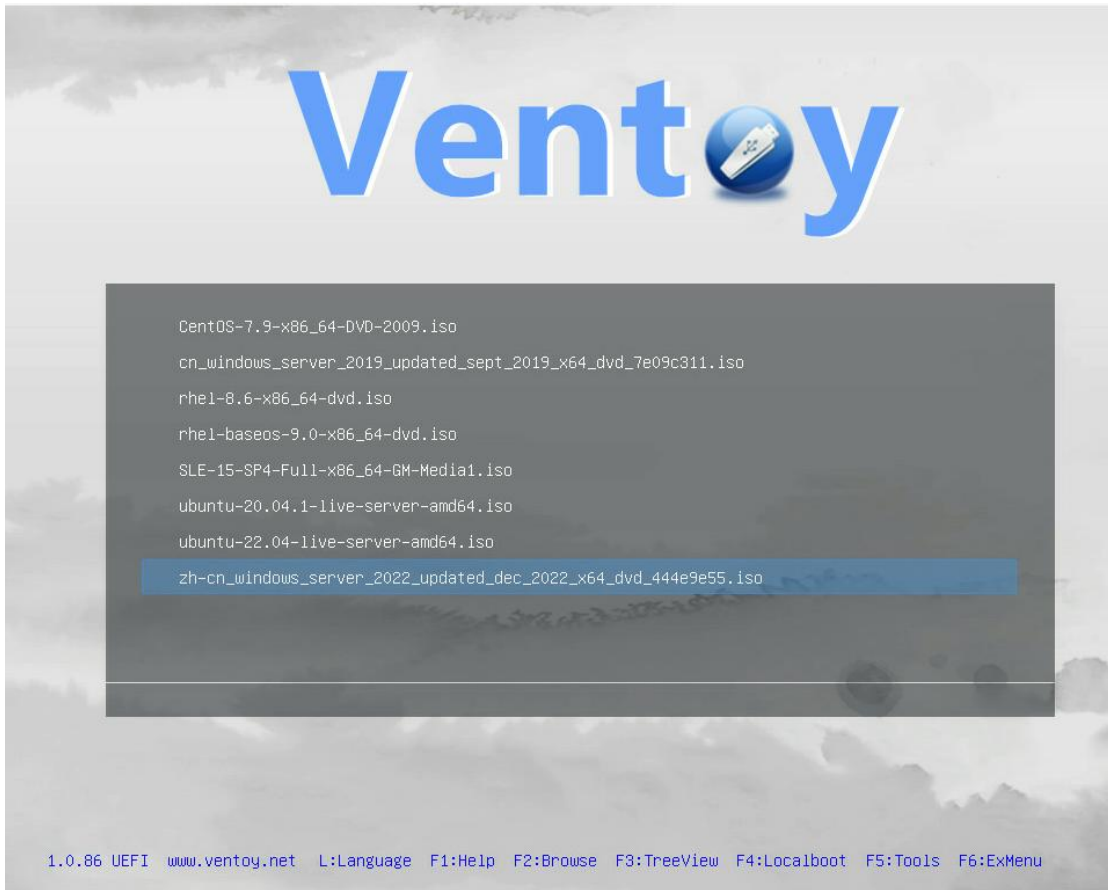 Ventoy
CentOS-7.9-x86_64-DVD-2009.iso
cn_windows_server_2019_updated_sept_2019_x64_dvd_7e09c311.iso
rhel-8.6-x86_64-dvd.iso
rhel-baseos-9.0-x86_64-dvd.iso
SLE-15-SP4-Full-x86_64-GM-Media1.iso
ubuntu-20.04.1-live-server-amd64.iso
ubuntu-22.04-live-server-amd64.iso
zh-cn_windows_server_2022_updated_dec_2022_x64_dvd_444e9e55.iso
1.0.86 UEFI www.ventoy.net L:Language F1:Help F2:Browse F3:TreeView F4:Localboot F5:Tools F6:ExMenu